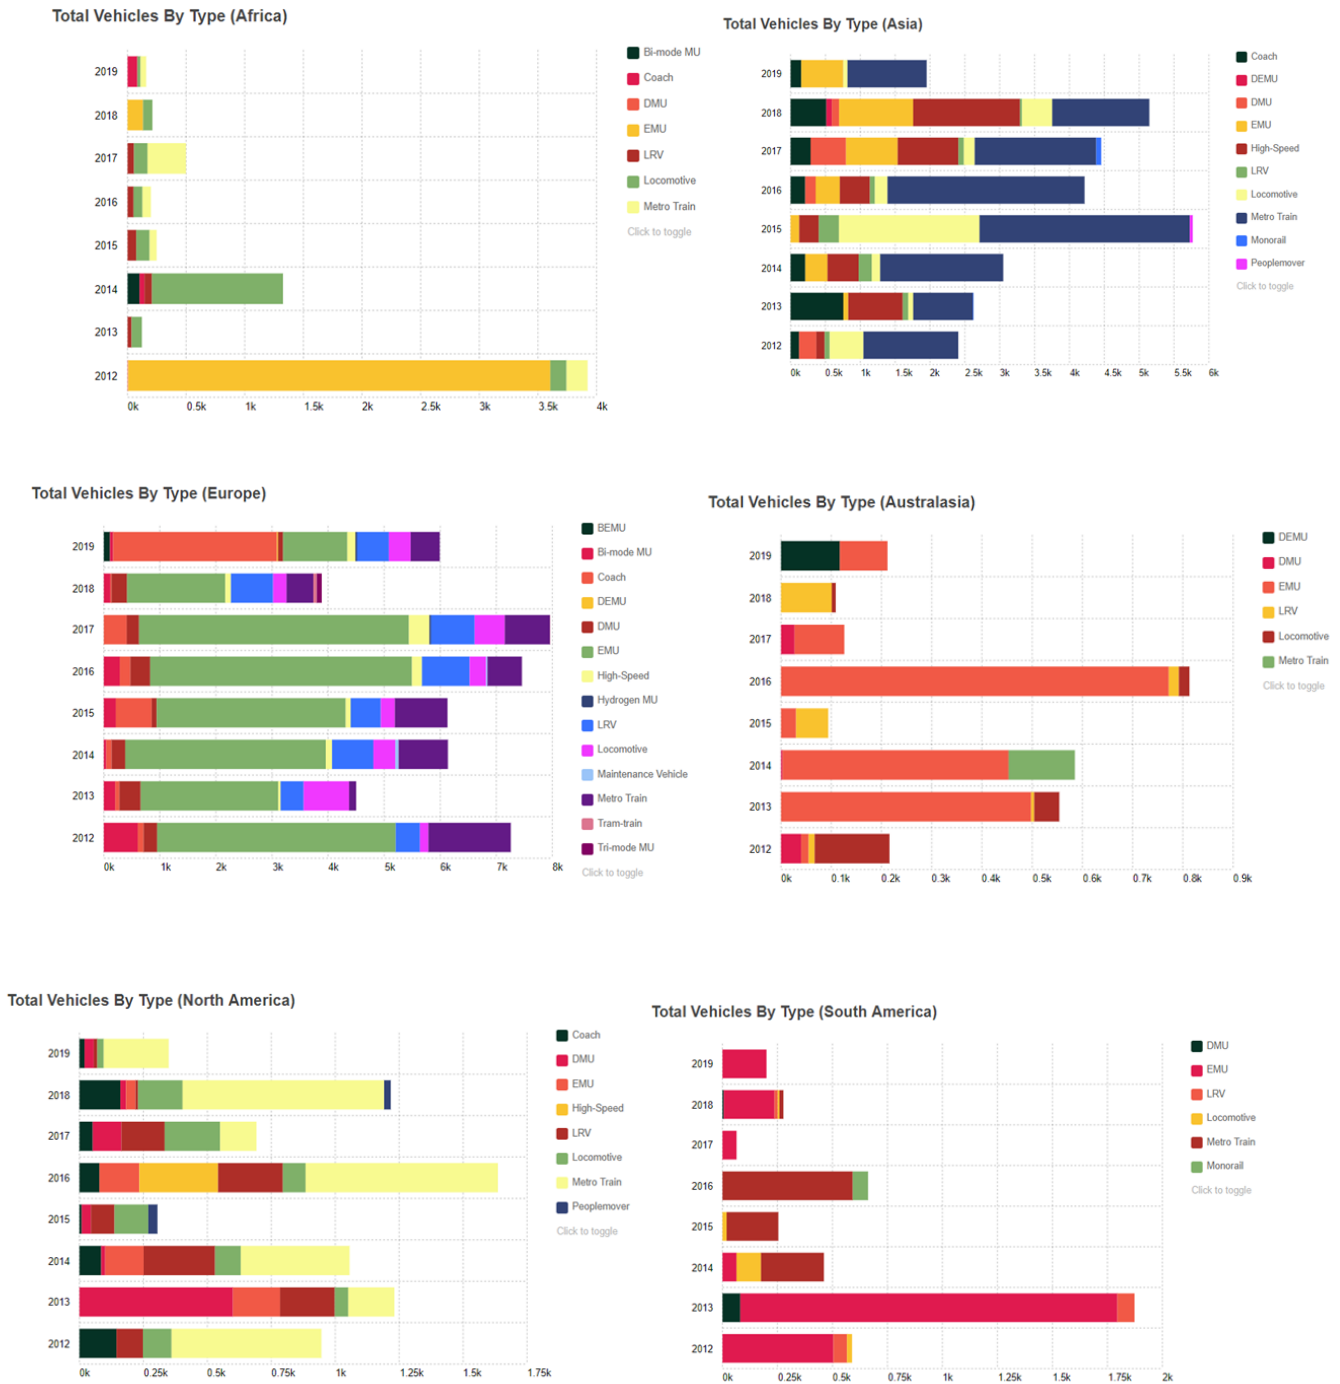 Total Vehicles By Type (Africa)
2019
2018
2017
2016
2015
2014
2013
2012
0k 0.5k 1k 1.5k 2k 2.5k 3k 3.5k 4k
Bi-mode MU
Coach
DMU
EMU
LRV
Locomotive
Metro Train
Click to toggle
Total Vehicles By Type (Asia)
2019
2018
2017
2016
2015
2014
2013
2012
0k 0.5k 1k 1.5k 2k 2.5k 3k 3.5k 4k 4.5k 5k 5.5k 6k
Coach
DEMU
DMU
EMU
High-Speed
LRV
Locomotive
Metro Train
Monorail
Peoplemover
Click to toggle
Total Vehicles By Type (Europe)
2019
2018
2017
2016
2015
2014
2013
2012
0k 1k 2k 3k 4k 5k 6k 7k 8k
BEMU
Bi-mode MU
Coach
DEMU
DMU
EMU
High-Speed
Hydrogen MU
LRV
Locomotive
Maintenance Vehicle
Metro Train
Tram-train
Tri-mode MU
Click to toggle
Total Vehicles By Type (Australasia)
2019
2018
2017
2016
2015
2014
2013
2012
0k 0.1k 0.2k 0.3k 0.4k 0.5k 0.6k 0.7k 0.8k 0.9k
DEMU
DMU
EMU
LRV
Locomotive
Metro Train
Click to toggle
Total Vehicles By Type (North America)
2019
2018
2017
2016
2015
2014
2013
2012
0k 0.25k 0.5k 0.75k 1k 1.25k 1.5k 1.75k
Coach
DMU
EMU
High-Speed
LRV
Locomotive
Metro Train
Peoplemover
Click to toggle
Total Vehicles By Type (South America)
2019
2018
2017
2016
2015
2014
2013
2012
0k 0.25k 0.5k 0.75k 1k 1.25k 1.5k 1.75k 2k
DMU
EMU
LRV
Locomotive
Metro Train
Monorail
Click to toggle